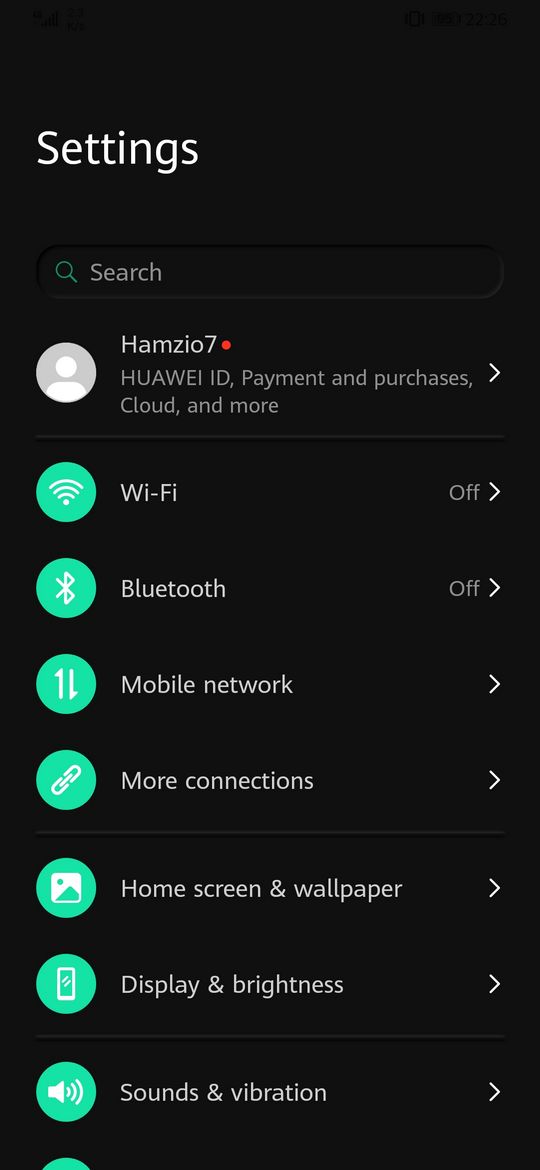 4G 2.3 K/s 95 22:26
Settings
Search
Hamzio7
HUAWEI ID, Payment and purchases,
Cloud, and more
Wi-Fi Off
Bluetooth Off
Mobile network
More connections
Home screen & wallpaper
Display & brightness
Sounds & vibration